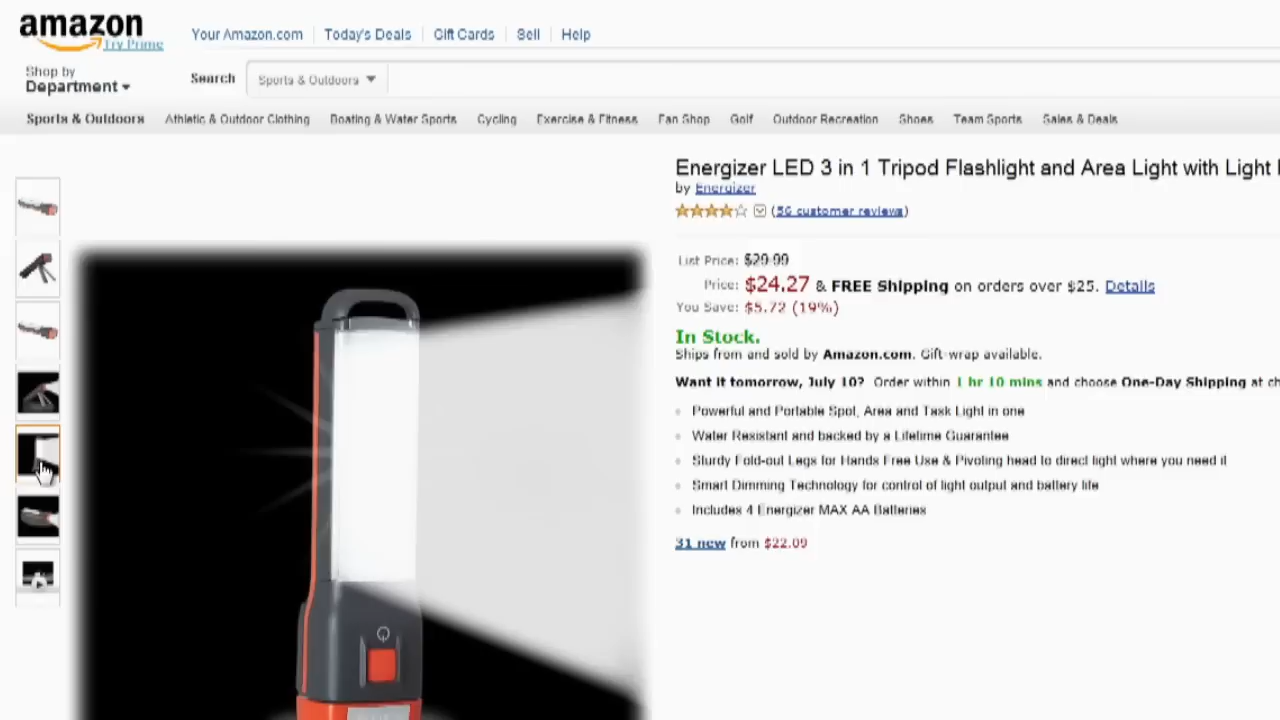 amazon
Try Prime
Your Amazon.com Today's Deals Gift Cards Sell Help
Shop by
Department
Search Sports & Outdoors
Sports & Outdoors Athletic & Outdoor Clothing Boating & Water Sports Cycling Exercise & Fitness Fan Shop Golf Outdoor Recreation Shoes Team Sports Sales & Deals
Energizer LED 3 in 1 Tripod Flashlight and Area Light with Light
by Energizer
(56 customer reviews)
List Price: $29.99
Price: $24.27 & FREE Shipping on orders over $25. Details
You Save: $5.72 (19%)
In Stock.
Ships from and sold by Amazon.com. Gift-wrap available.
Want it tomorrow, July 10? Order within 1 hr 10 mins and choose One-Day Shipping at
Powerful and Portable Spot, Area and Task Light in one
Water Resistant and backed by a Lifetime Guarantee
Sturdy Fold-out Legs for Hands Free Use & Pivoting head to direct light where you need it
Smart Dimming Technology for control of light output and battery life
Includes 4 Energizer MAX AA Batteries
31 new from $22.09